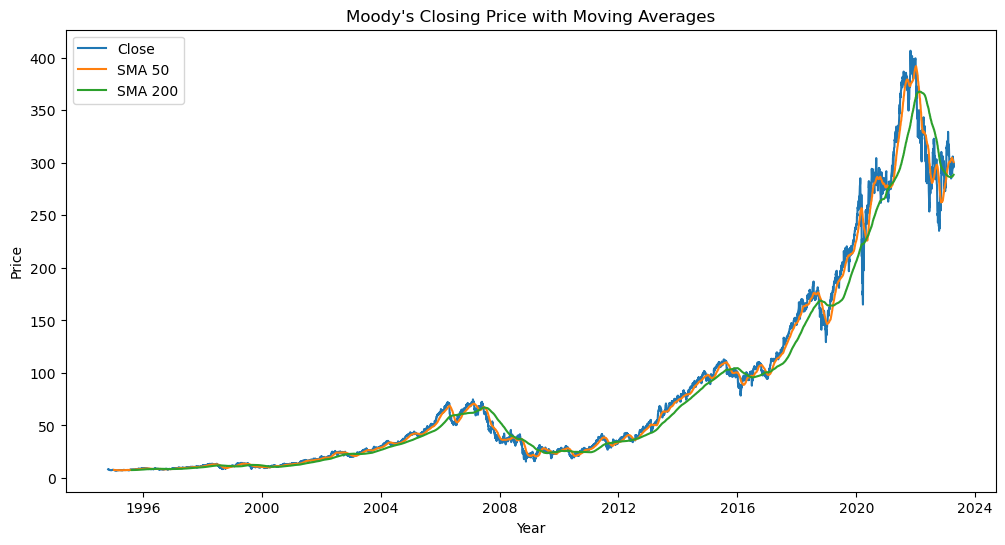 Moody's Closing Price with Moving Averages
Close
SMA 50
SMA 200
400
350
300
250
200
150
100
50
0
Price
1996 2000 2004 2008 2012 2016 2020 2024
Year